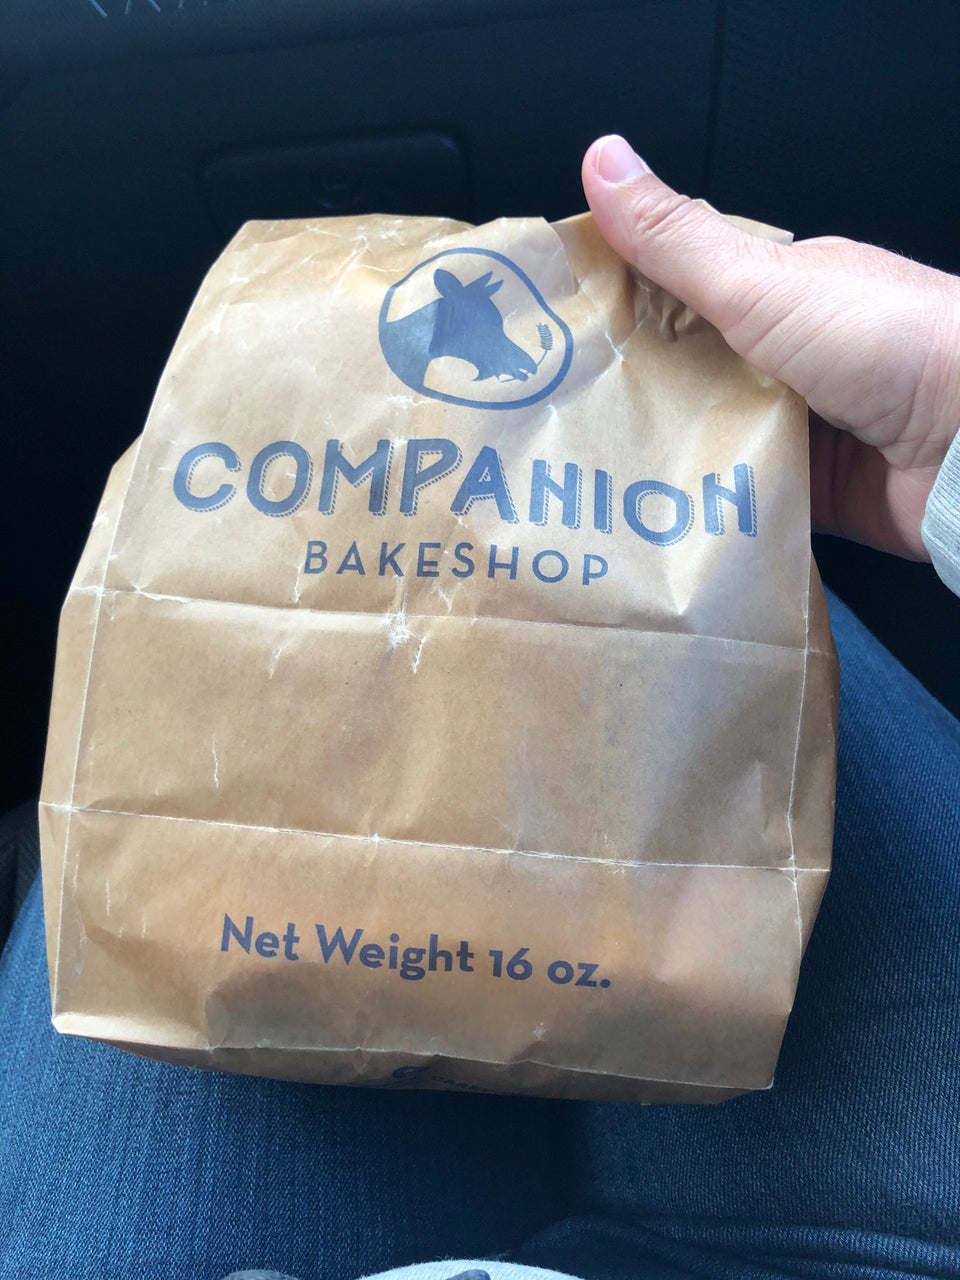 COMPANION
BAKESHOP
Net Weight 16 oz.